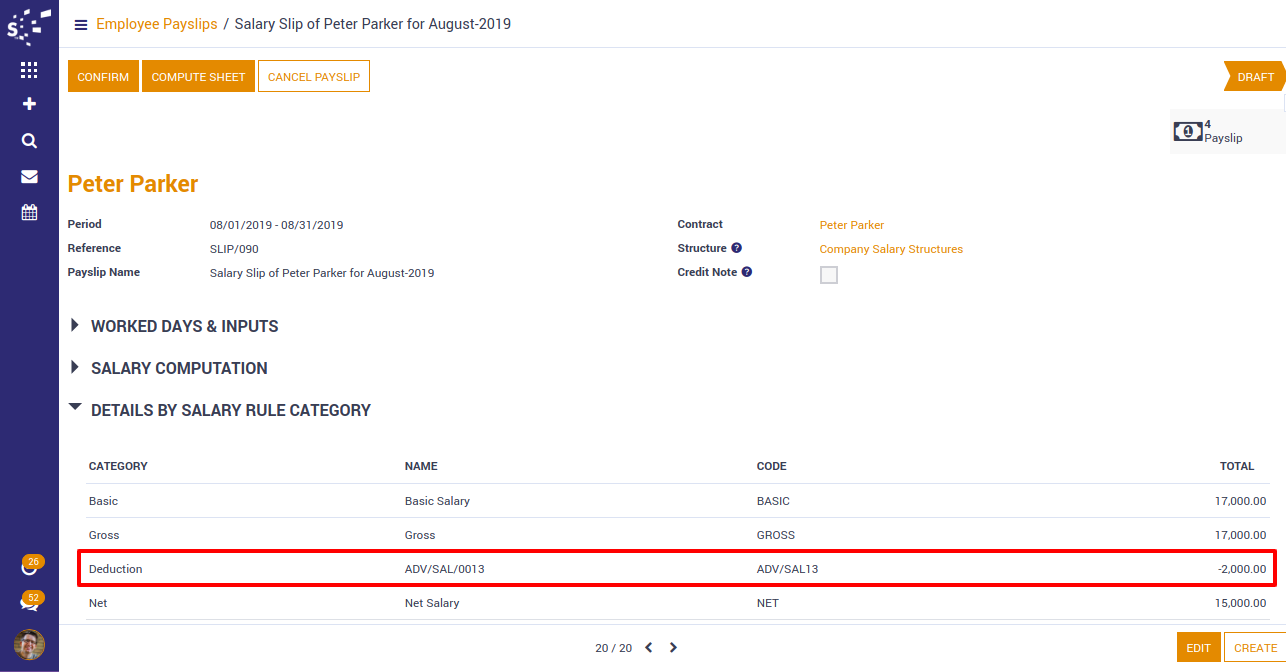 Employee Payslips / Salary Slip of Peter Parker for August-2019
CONFIRM COMPUTE SHEET CANCEL PAYSLIP DRAFT
4
Payslip
Peter Parker
Period 08/01/2019 - 08/31/2019 Contract Peter Parker
Reference SLIP/090 Structure ? Company Salary Structures
Payslip Name Salary Slip of Peter Parker for August-2019 Credit Note ?
WORKED DAYS & INPUTS
SALARY COMPUTATION
DETAILS BY SALARY RULE CATEGORY
CATEGORY NAME CODE TOTAL
Basic Basic Salary BASIC 17,000.00
Gross Gross GROSS 17,000.00
Deduction ADV/SAL/0013 ADV/SAL13 -2,000.00
Net Net Salary NET 15,000.00
26
52
20 / 20
EDIT CREATE